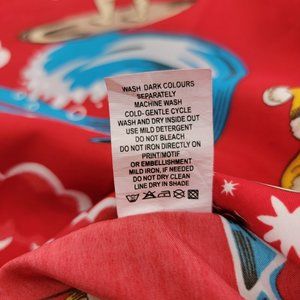 WASH DARK COLOURS
SEPARATELY
MACHINE WASH
COLD- GENTLE CYCLE
WASH AND DRY INSIDE OUT
USE MILD DETERGENT
DO NOT BLEACH
DO NOT IRON DIRECTLY ON
PRINT/MOTIF
OR EMBELLISHMENT
MILD IRON, IF NEEDED
DO NOT DRY CLEAN
LINE DRY IN SHADE